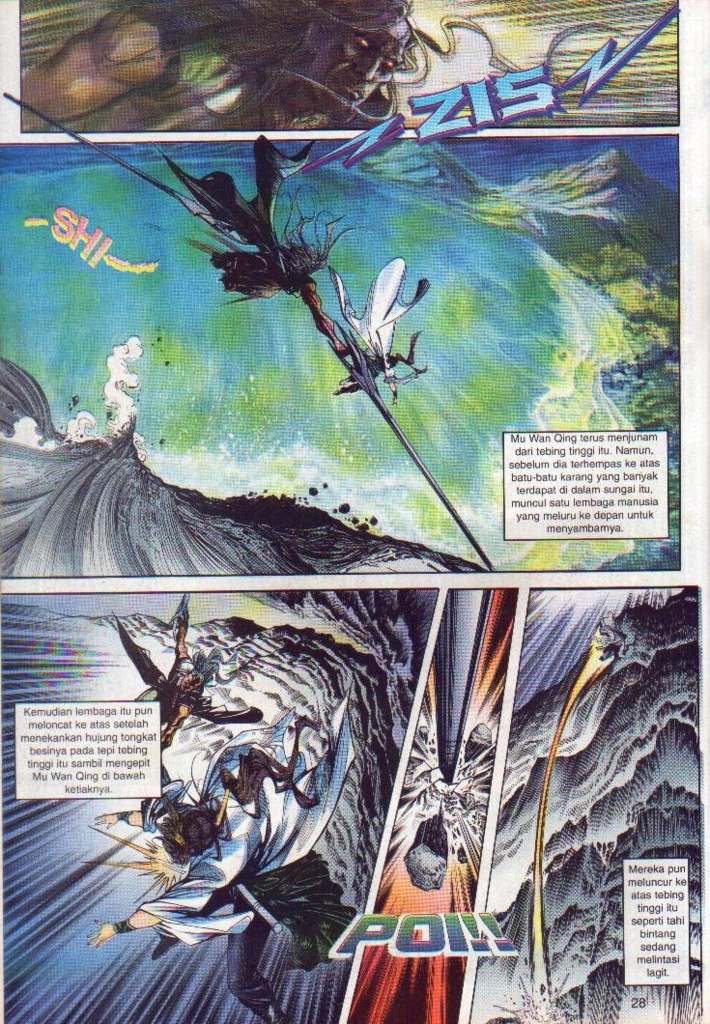 ZIS
SHI
Mu Wan Qing terus menjunam
dari tebing tinggi itu. Namun,
sebelum dia terhempas ke atas
batu-batu karang yang banyak
terdapat di dalam sungai itu,
muncul satu lembaga manusia
yang meluru ke depan untuk
menyambarnya.
Kemudian lembaga itu pun
meloncat ke atas setelah
menekankan hujung tongkat
besinya pada tepi tebing
tinggi itu sambil mengepit
Mu Wan Qing di bawah
ketiaknya.
POI!!
Mereka pun
meluncur ke
atas tebing
tinggi itu
seperti tahi
bintang
sedang
melintasi
lagit.
28